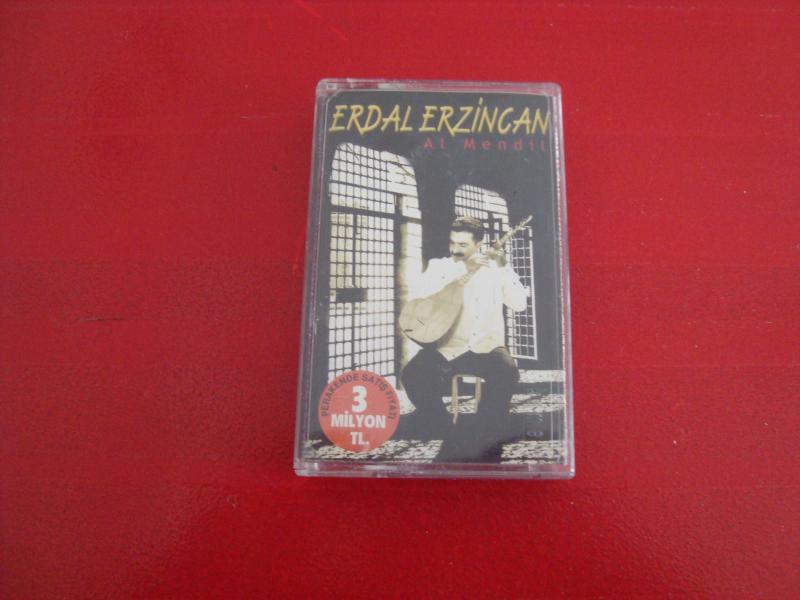 ERDAL ERZİNCAN
Al Mendil
PERAKENDE SATIŞ FİYATI
3
MİLYON
TL.